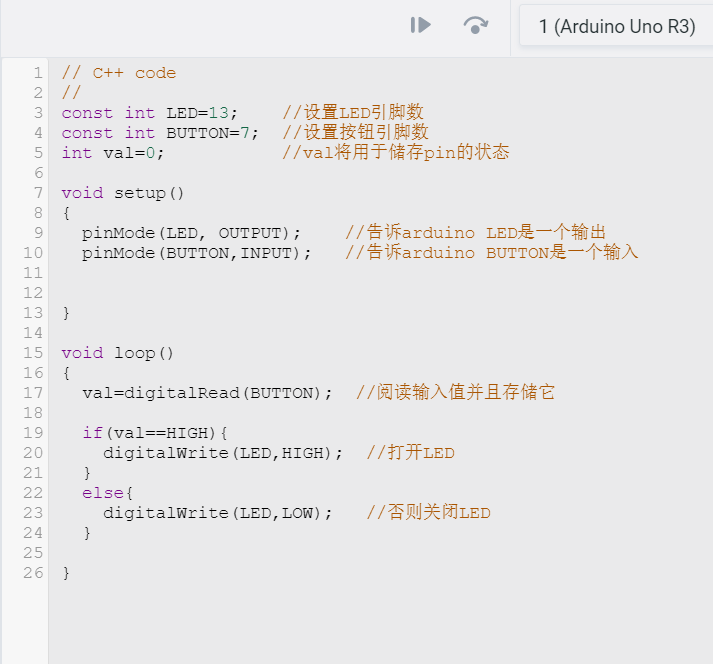 1 (Arduino Uno R3)
1 // C++ code
2 //
3 const int LED=13;    //设置LED引脚数
4 const int BUTTON=7;  //设置按钮引脚数
5 int val=0;           //val将用于储存pin的状态
6
7 void setup()
8 {
9   pinMode(LED, OUTPUT);    //告诉arduino LED是一个输出
10   pinMode(BUTTON,INPUT);   //告诉arduino BUTTON是一个输入
11
12
13 }
14
15 void loop()
16 {
17   val=digitalRead(BUTTON);  //阅读输入值并且存储它
18
19   if(val==HIGH){
20     digitalWrite(LED,HIGH);  //打开LED
21   }
22   else{
23     digitalWrite(LED,LOW);   //否则关闭LED
24   }
25
26 }